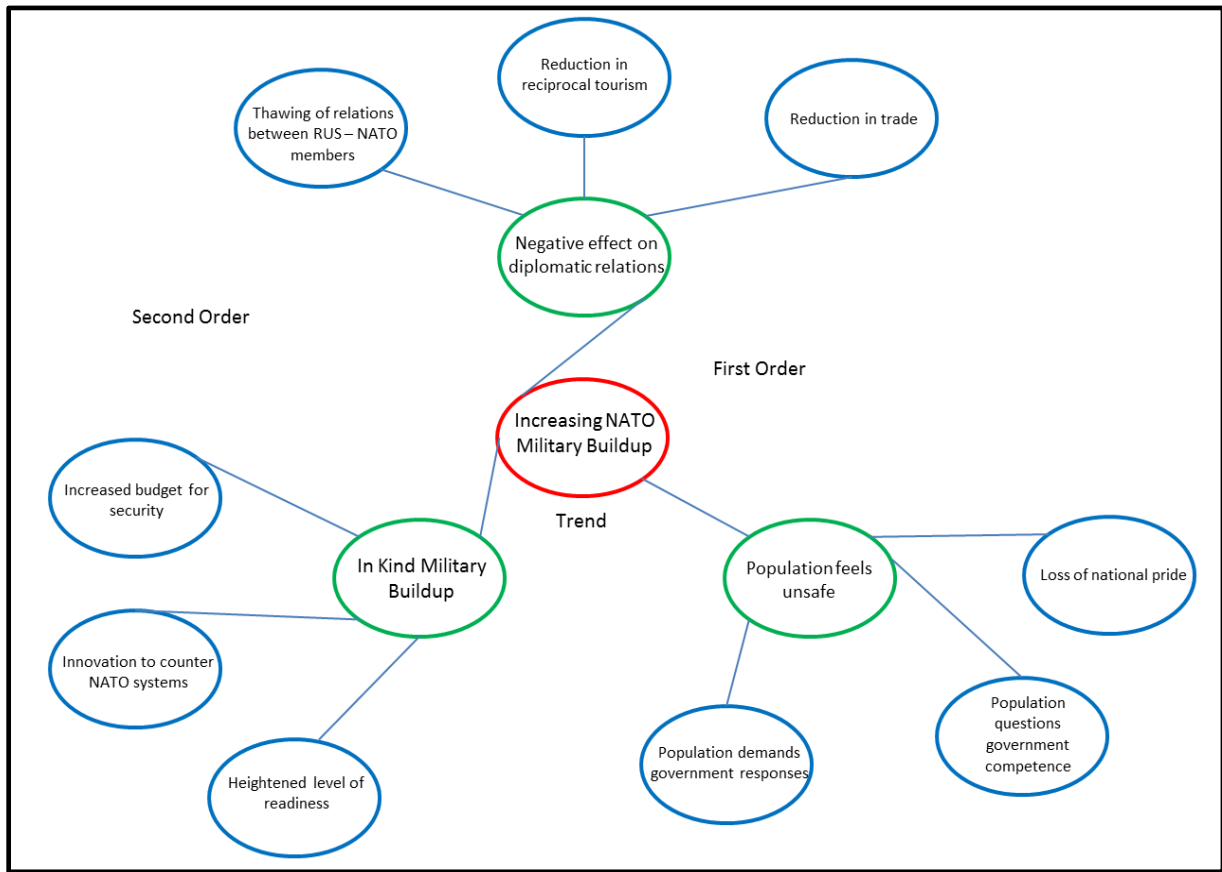 Reduction in
reciprocal tourism
Thawing of relations
between RUS – NATO
members
Reduction in trade
Negative effect on
diplomatic relations
Second Order
First Order
Increasing NATO
Military Buildup
Trend
Increased budget for
security
In Kind Military
Buildup
Population feels
unsafe
Loss of national pride
Innovation to counter
NATO systems
Heightened level of
readiness
Population demands
government responses
Population
questions
government
competence